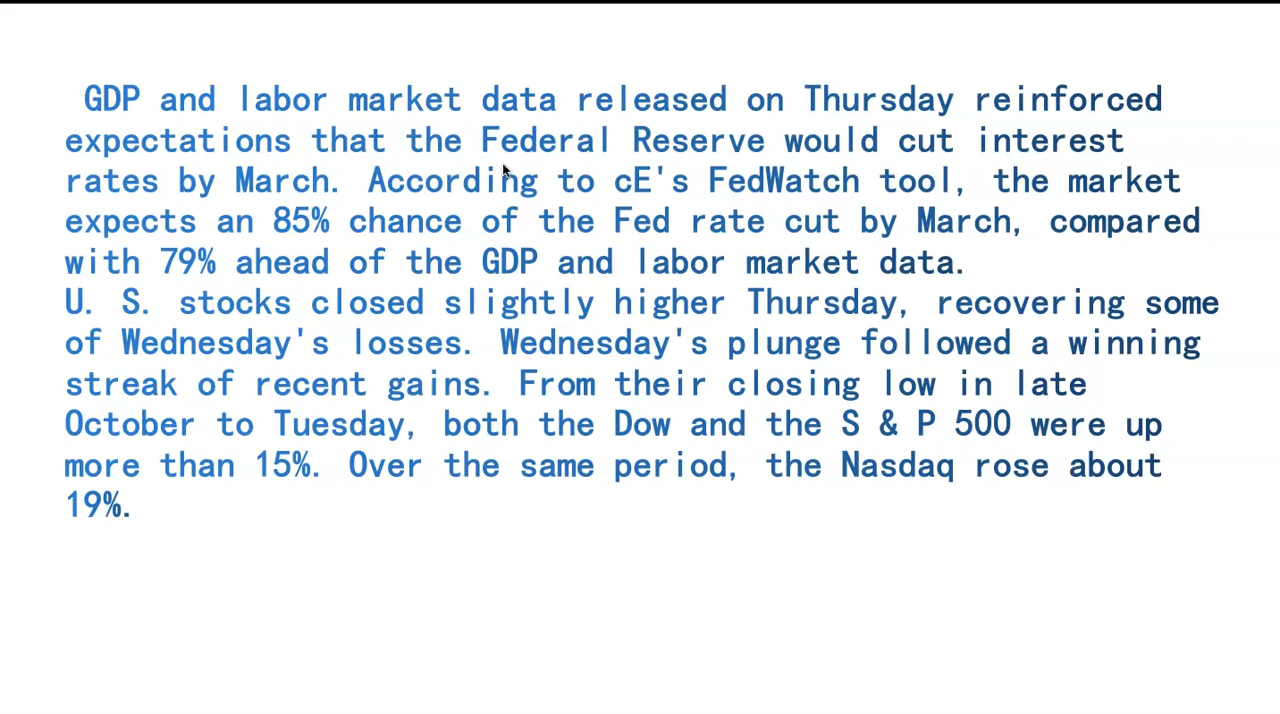 GDP and labor market data released on Thursday reinforced
expectations that the Federal Reserve would cut interest
rates by March. According to cE's FedWatch tool, the market
expects an 85% chance of the Fed rate cut by March, compared
with 79% ahead of the GDP and labor market data.
U. S. stocks closed slightly higher Thursday, recovering some
of Wednesday's losses. Wednesday's plunge followed a winning
streak of recent gains. From their closing low in late
October to Tuesday, both the Dow and the S & P 500 were up
more than 15%. Over the same period, the Nasdaq rose about
19%.